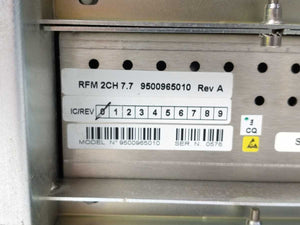 RFM 2CH 7.7 9500965010 Rev A
IC/REV 0 1 2 3 4 5 6 7 8 9
MODEL N° 9500965010 SER N 0576
3
CQ
S